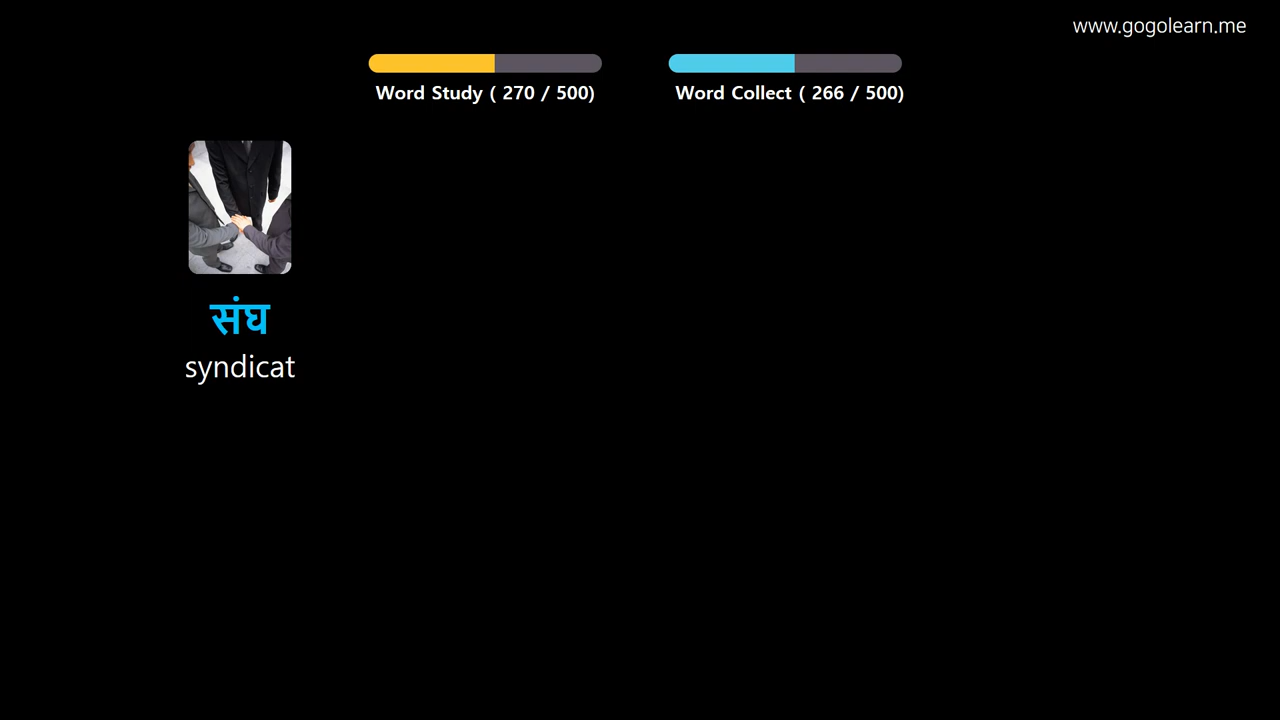 www.gogolearn.me
Word Study ( 270 / 500)
Word Collect ( 266 / 500)
संघ
syndicat